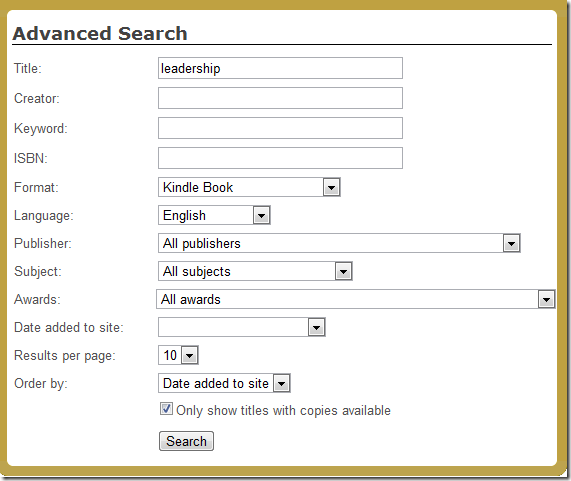 Advanced Search
Title: leadership
Creator:
Keyword:
ISBN:
Format: Kindle Book
Language: English
Publisher: All publishers
Subject: All subjects
Awards: All awards
Date added to site:
Results per page: 10
Order by: Date added to site
Only show titles with copies available
Search